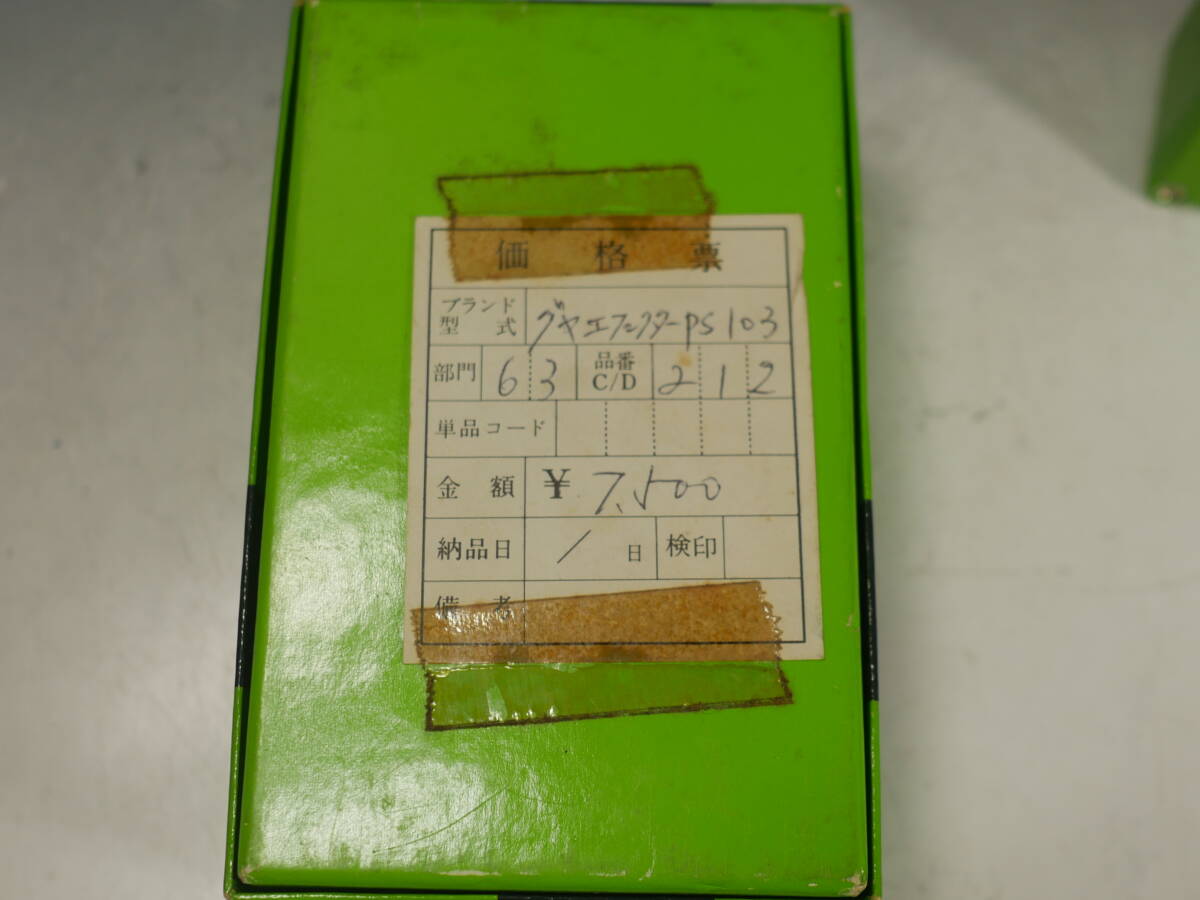 価格票
ブランド
型式 グヤエフェクターPS103
部門 63 品番C/D 212
単品コード
金額 ¥7,500
納品日 / 日 検印
備考